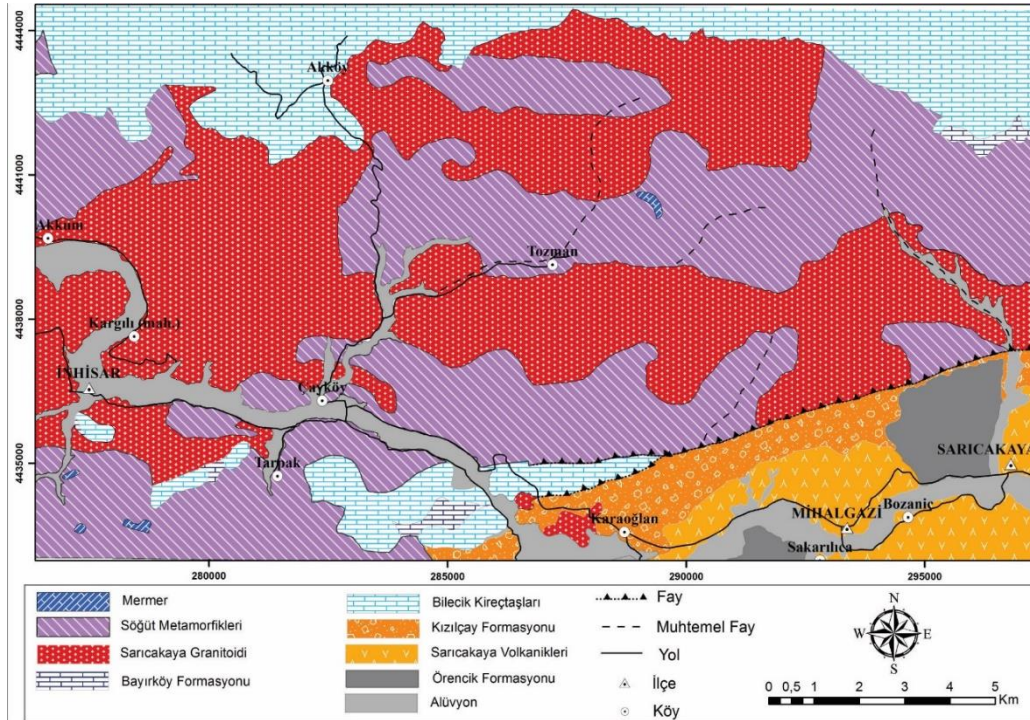 4444000
4441000
4438000
4435000
Akköy
Akkum
Tozman
Kargılı (mah.)
İNHİSAR
Çayköy
Tarpak
SARICAKAYA
Karaoğlan
MİHALGAZİ
Bozaniç
Sakarılıca
280000
285000
290000
295000
Mermer
Söğüt Metamorfikleri
Sarıcakaya Granitoidi
Bayırköy Formasyonu
Bilecik Kireçtaşları
Kızılçay Formasyonu
Sarıcakaya Volkanikleri
Örencik Formasyonu
Alüvyon
Fay
Muhtemel Fay
Yol
İlçe
Köy
N
W E
S
0 0,5 1 2 3 4 5
Km